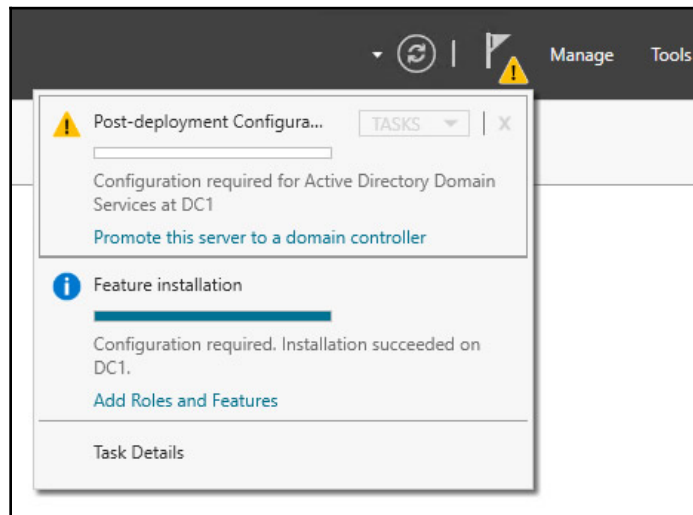 Manage Tools
Post-deployment Configura... TASKS X
Configuration required for Active Directory Domain
Services at DC1
Promote this server to a domain controller
Feature installation
Configuration required. Installation succeeded on
DC1.
Add Roles and Features
Task Details